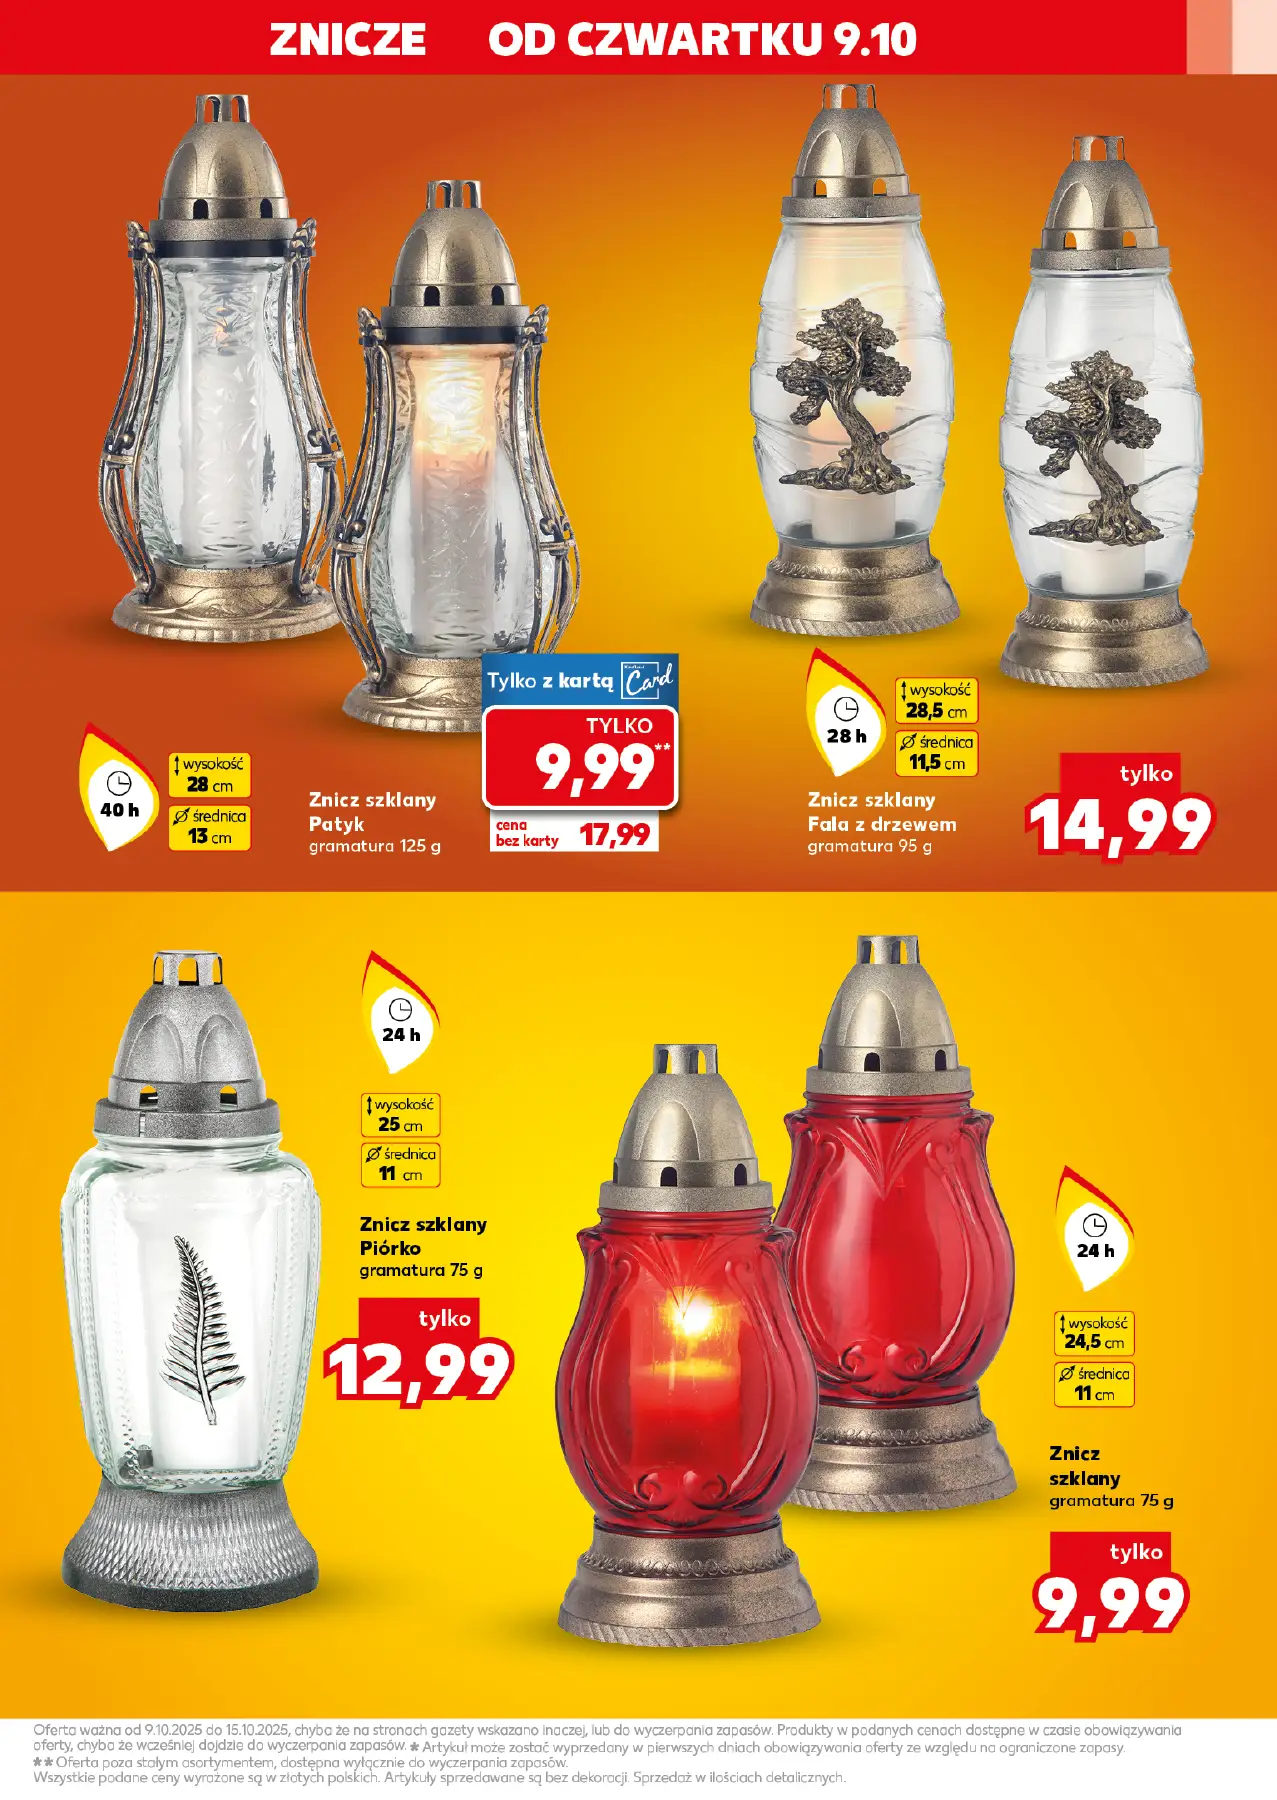 ZNICZE OD CZWARTKU 9.10
40 h
wysokość
28 cm
średnica
13 cm
Znicz szklany
Patyk
gramatura 125 g
Tylko z kartą Card
TYLKO
9,99**
cena
bez karty 17,99
28 h
wysokość
28,5 cm
średnica
11,5 cm
Znicz szklany
Fala z drzewem
gramatura 95 g
tylko
14,99
24 h
wysokość
25 cm
średnica
11 cm
Znicz szklany
Piórko
gramatura 75 g
tylko
12,99
24 h
wysokość
24,5 cm
średnica
11 cm
Znicz
szklany
gramatura 75 g
tylko
9,99
Oferta ważna od 9.10.2025 do 15.10.2025, chyba że na stronach gazety wskazano inaczej, lub do wyczerpania zapasów. Produkty w podanych cenach dostępne w czasie obowiązywania
oferty, chyba że wcześniej dojdzie do wyczerpania zapasów. * Artykuł może zostać wyprzedany w pierwszych dniach obowiązywania oferty ze względu na ograniczone zapasy.
** Oferta poza stałym asortymentem, dostępna wyłącznie do wyczerpania zapasów.
Wszystkie podane ceny wyrażone są w złotych polskich. Artykuły sprzedawane są bez dekoracji. Sprzedaż w ilościach detalicznych.